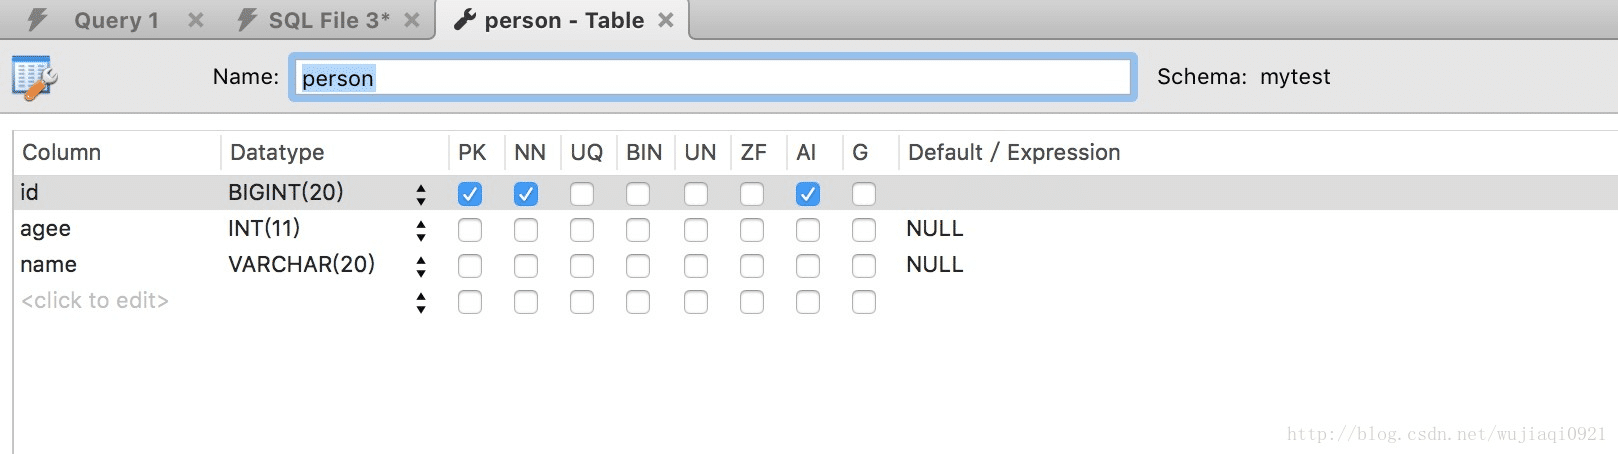 Query 1 SQL File 3* person - Table
Name: person Schema: mytest
Column Datatype PK NN UQ BIN UN ZF AI G Default / Expression
id BIGINT(20)
agee INT(11) NULL
name VARCHAR(20) NULL
<click to edit>
http://blog.csdn.net/wujiaqi0921